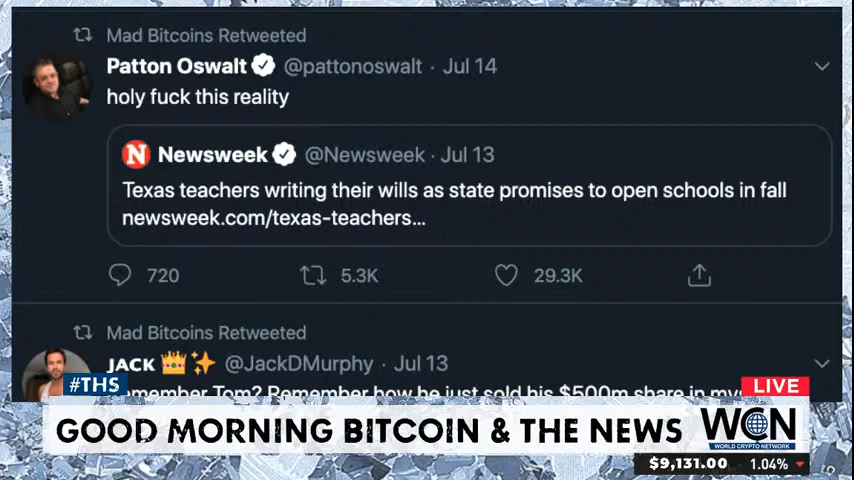 Mad Bitcoins Retweeted
Patton Oswalt @pattonoswalt · Jul 14
holy fuck this reality
N Newsweek @Newsweek · Jul 13
Texas teachers writing their wills as state promises to open schools in fall
newsweek.com/texas-teachers...
720 5.3K 29.3K
Mad Bitcoins Retweeted
JACK 👑✨ @JackDMurphy · Jul 13
#THS
Tom? Remember how he just sold his $500m share in
LIVE
GOOD MORNING BITCOIN & THE NEWS
WCN
WORLD CRYPTO NETWORK
$9,131.00 1.04%